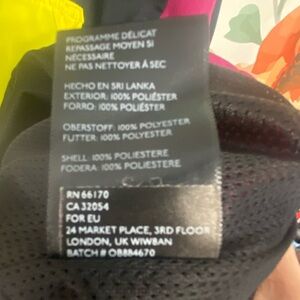 PROGRAMME DÉLICAT
REPASSAGE MOYEN SI
NÉCESSAIRE
NE PAS NETTOYER À SEC
HECHO EN SRI LANKA
EXTERIOR: 100% POLIÉSTER
FORRO: 100% POLIÉSTER
OBERSTOFF: 100% POLYESTER
FUTTER: 100% POLYESTER
SHELL: 100% POLIESTERE
FODERA: 100% POLIESTERE
RN 66170
CA 32054
FOR EU
24 MARKET PLACE, 3RD FLOOR
LONDON, UK W1W8AN
BATCH # OB884670